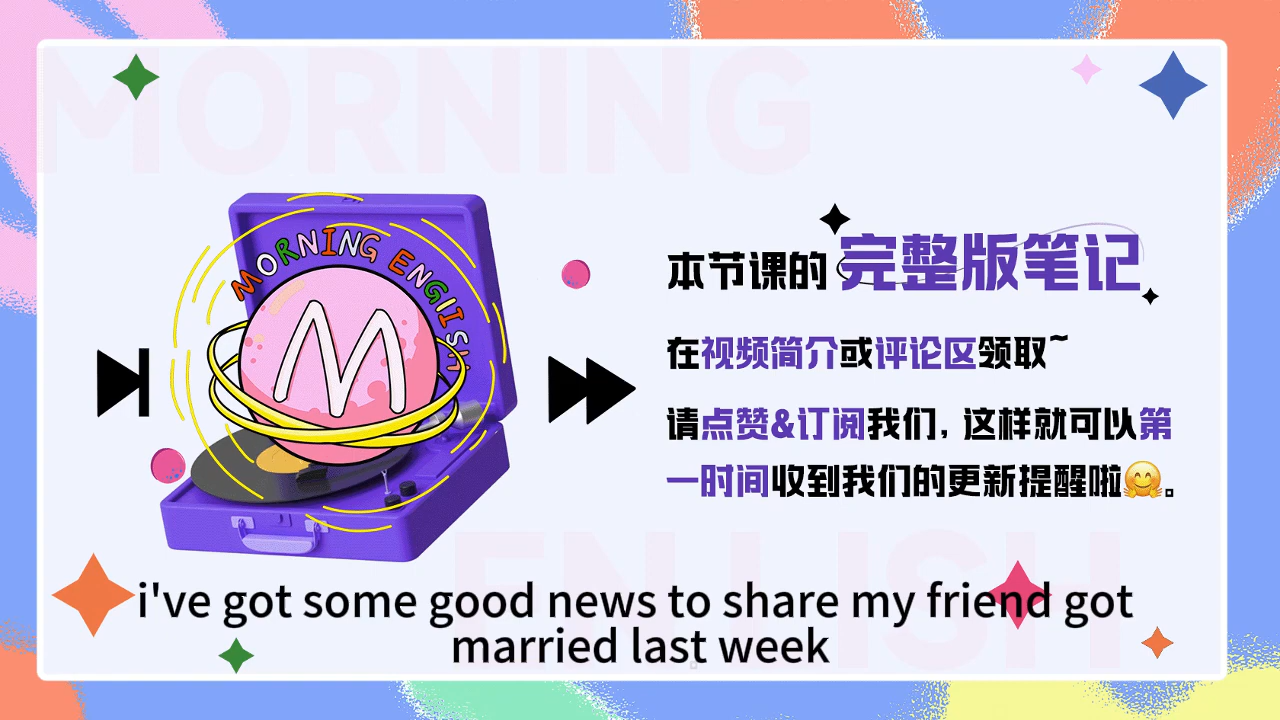 MORNING
MORNING ENGLISH
M
本节课的 完整版笔记
在视频简介或评论区领取~
请点赞&订阅我们，这样就可以第
一时间收到我们的更新提醒啦🤗。
ENGLISH
i've got some good news to share my friend got
married last week